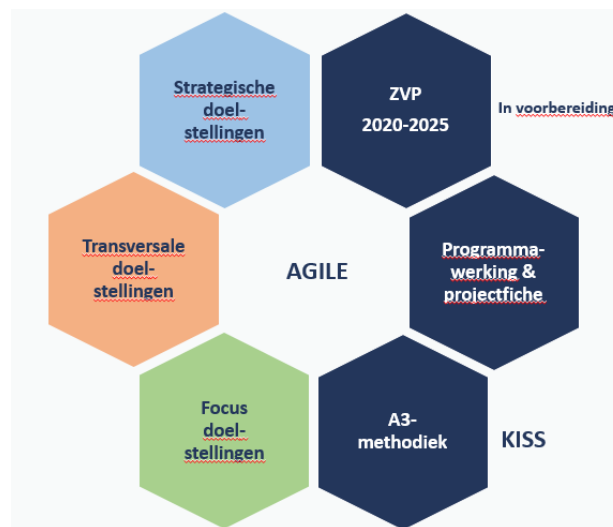 Strategische
doel-
stellingen
ZVP
2020-2025
In voorbereiding
Transversale
doel-
stellingen
AGILE
Programma-
werking &
projectfiche
Focus
doel-
stellingen
A3-
methodiek
KISS